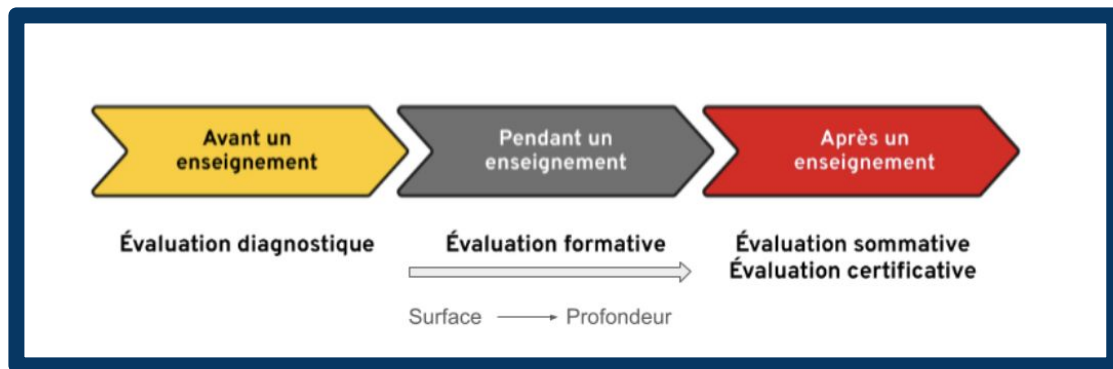 Avant un
enseignement
Pendant un
enseignement
Après un
enseignement
Évaluation diagnostique
Évaluation formative
Évaluation sommative
Évaluation certificative
Surface
Profondeur